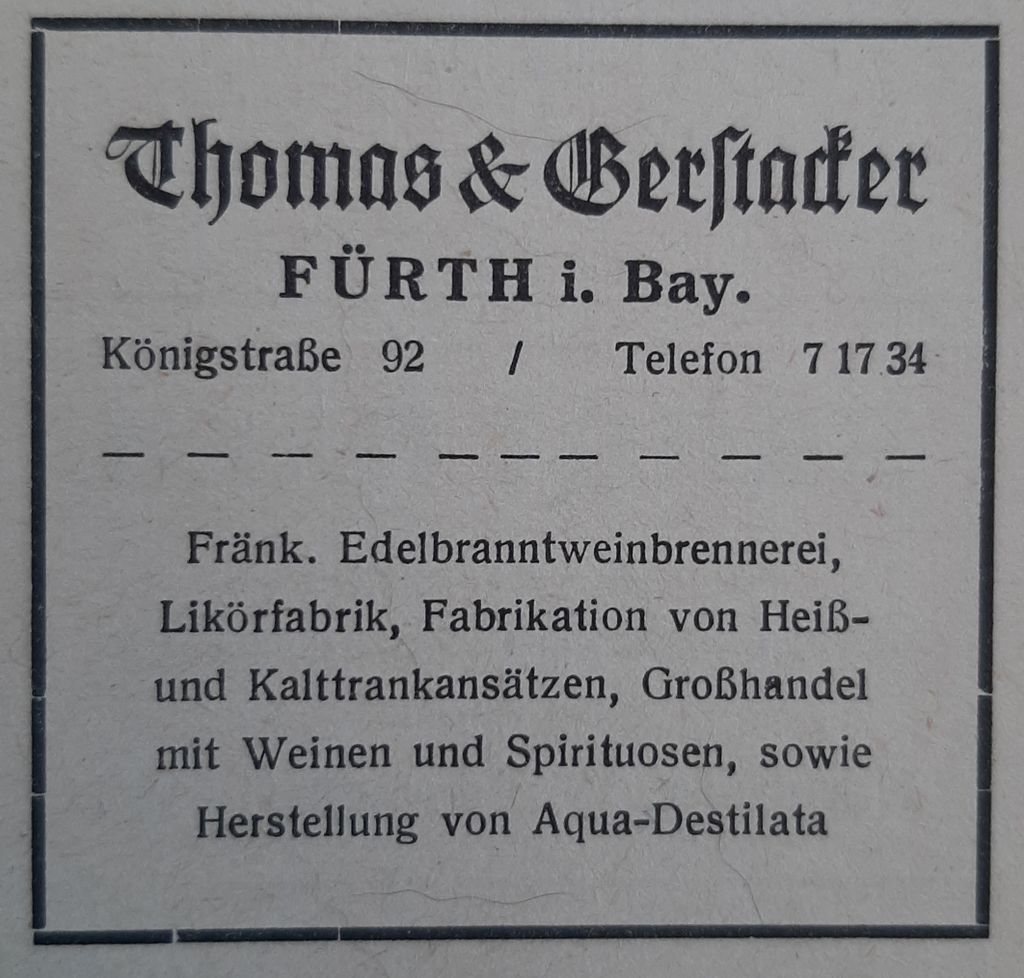 Thomas & Gerstacker
FÜRTH i. Bay.
Königstraße 92 / Telefon 7 17 34
Fränk. Edelbranntweinbrennerei,
Likörfabrik, Fabrikation von Heiß-
und Kalttrankansätzen, Großhandel
mit Weinen und Spirituosen, sowie
Herstellung von Aqua-Destilata